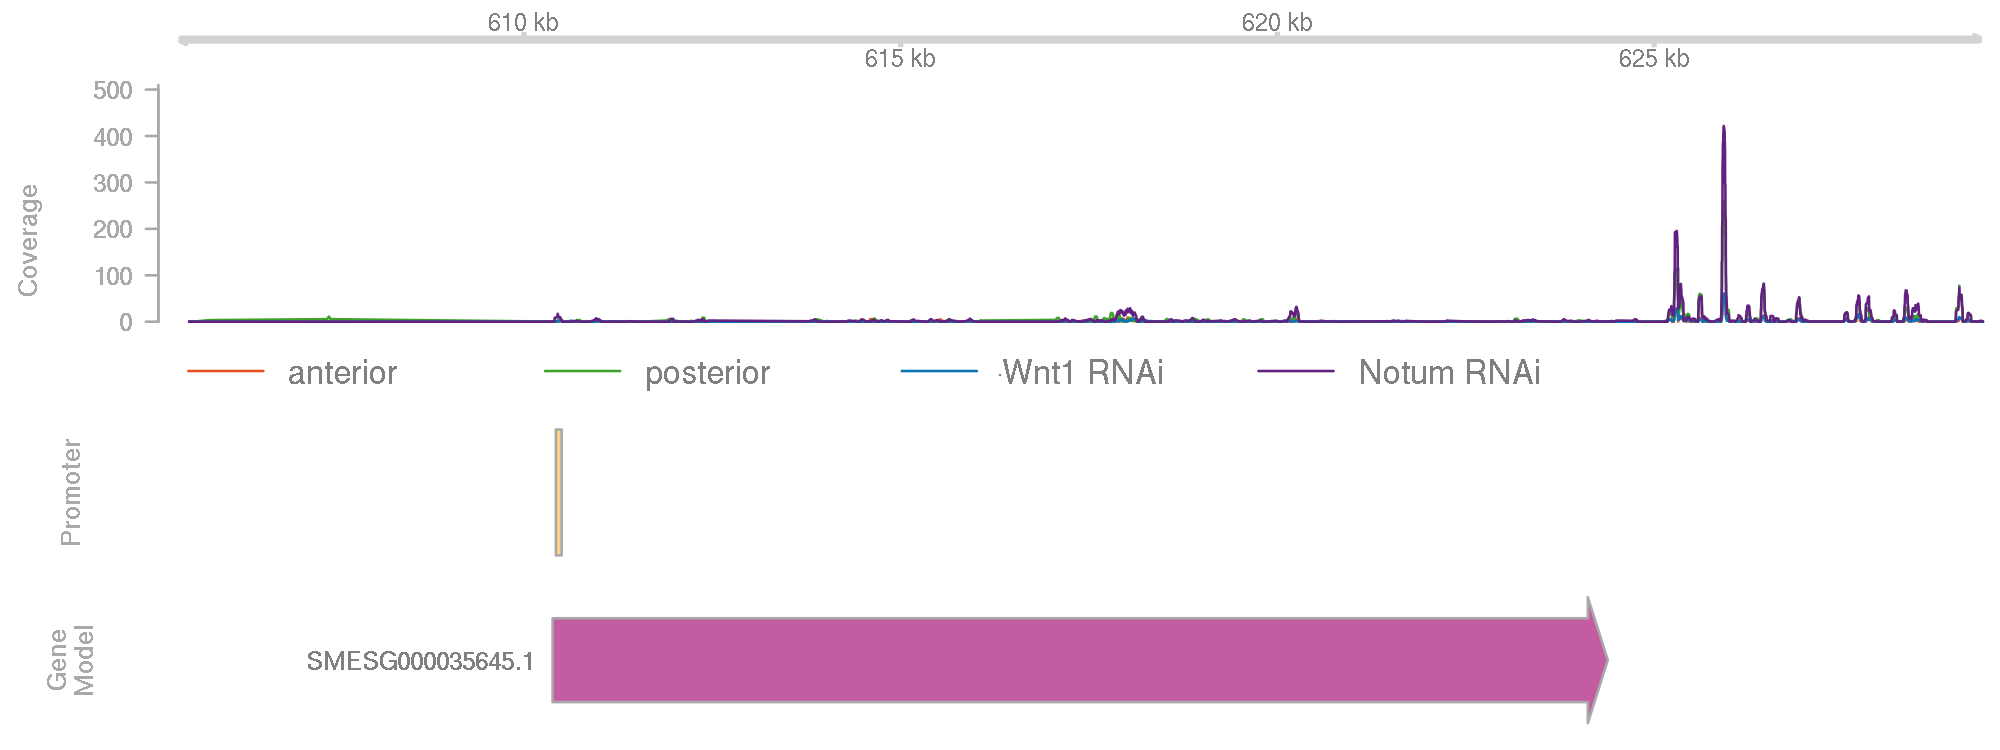 610 kb
620 kb
615 kb
625 kb
Coverage
500
400
300
200
100
0
anterior
posterior
Wnt1 RNAi
Notum RNAi
Promoter
Gene
Model
SMESG000035645.1